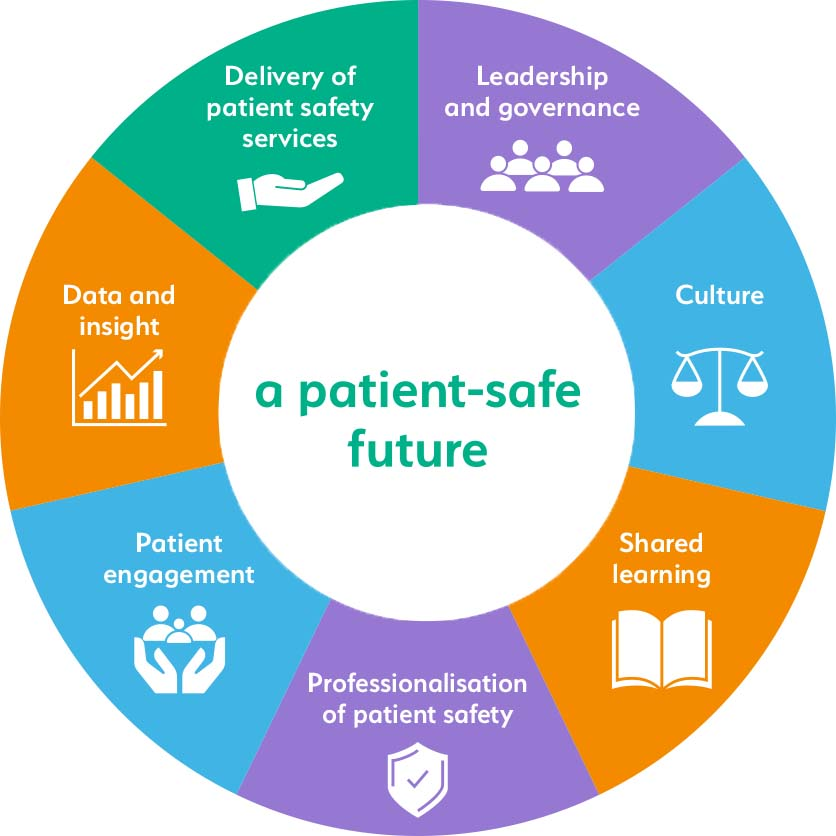 Leadership
and governance
Culture
Shared
learning
Professionalisation
of patient safety
Patient
engagement
Data and
insight
Delivery of
patient safety
services
a patient-safe
future